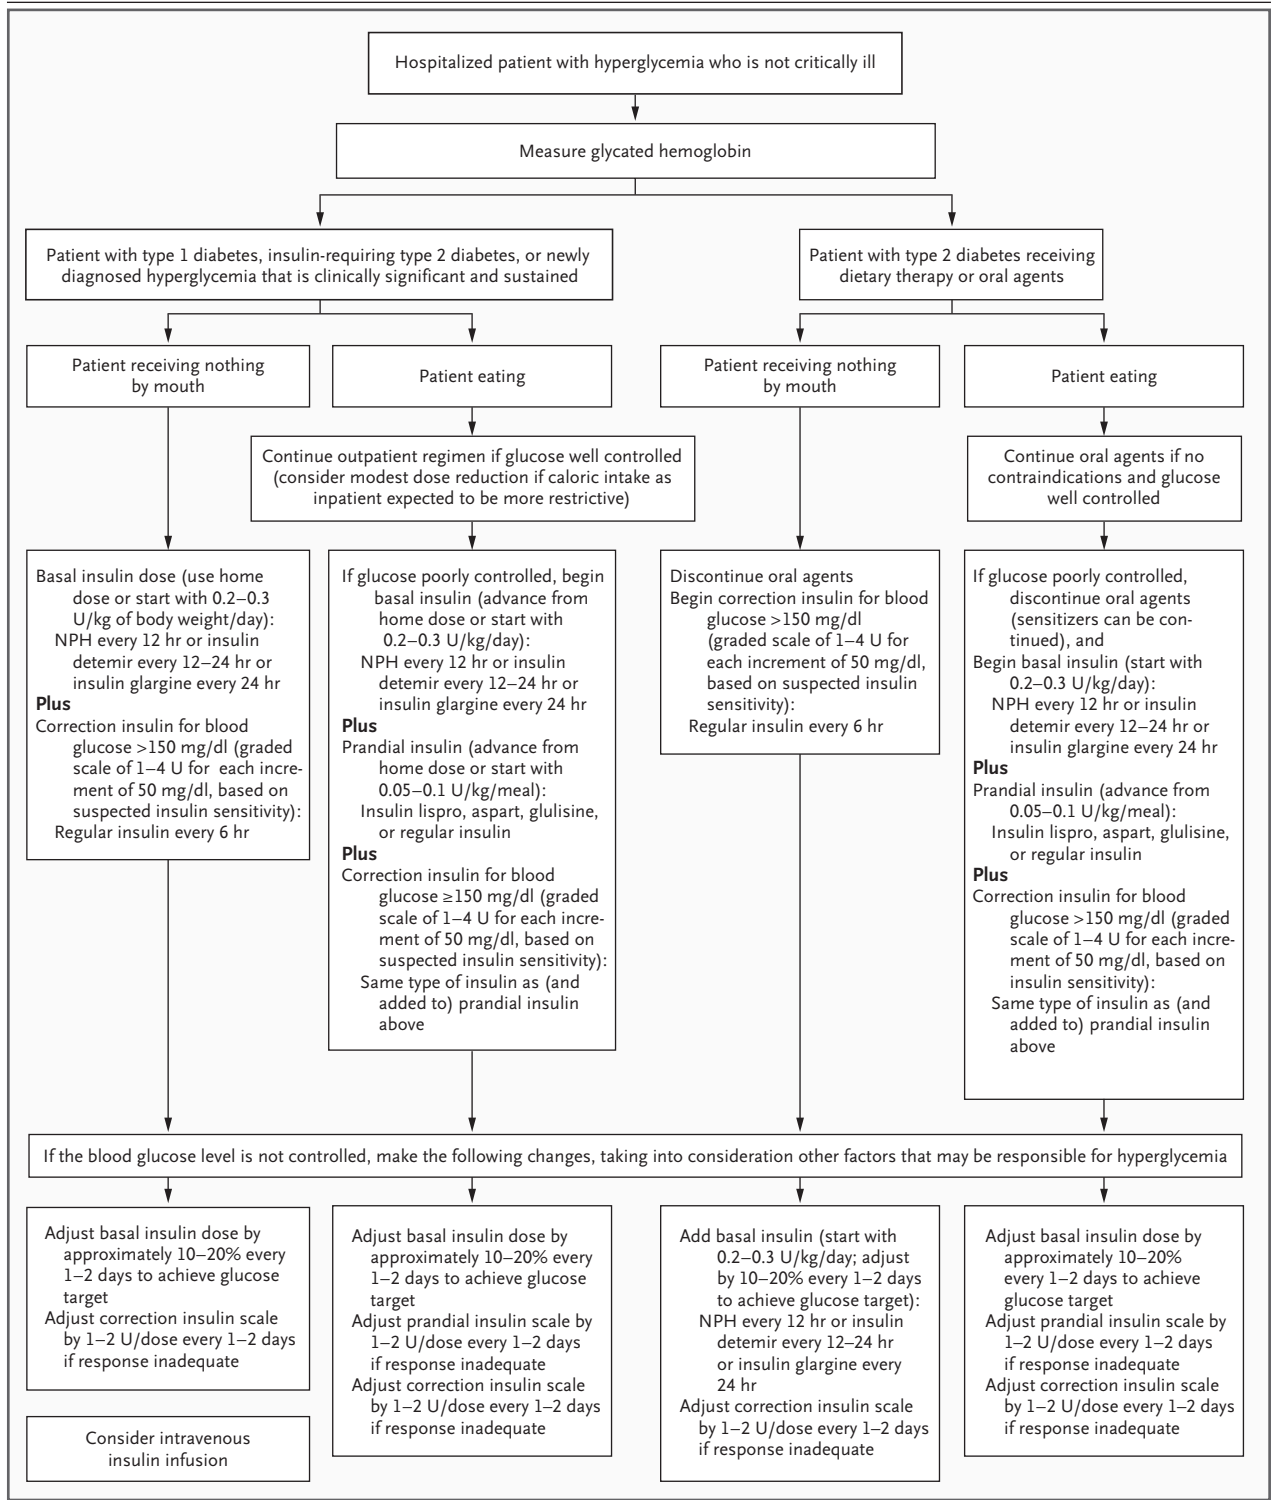 Hospitalized patient with hyperglycemia who is not critically ill
Measure glycated hemoglobin
Patient with type 1 diabetes, insulin-requiring type 2 diabetes, or newly
diagnosed hyperglycemia that is clinically significant and sustained
Patient with type 2 diabetes receiving
dietary therapy or oral agents
Patient receiving nothing
by mouth
Patient eating
Patient receiving nothing
by mouth
Patient eating
Continue outpatient regimen if glucose well controlled
(consider modest dose reduction if caloric intake as
inpatient expected to be more restrictive)
Continue oral agents if no
contraindications and glucose
well controlled
Basal insulin dose (use home
dose or start with 0.2–0.3
U/kg of body weight/day):
NPH every 12 hr or insulin
detemir every 12–24 hr or
insulin glargine every 24 hr
Plus
Correction insulin for blood
glucose >150 mg/dl (graded
scale of 1–4 U for each incre-
ment of 50 mg/dl, based on
suspected insulin sensitivity):
Regular insulin every 6 hr
If glucose poorly controlled, begin
basal insulin (advance from
home dose or start with
0.2–0.3 U/kg/day):
NPH every 12 hr or insulin
detemir every 12–24 hr or
insulin glargine every 24 hr
Plus
Prandial insulin (advance from
home dose or start with
0.05–0.1 U/kg/meal):
Insulin lispro, aspart, glulisine,
or regular insulin
Plus
Correction insulin for blood
glucose ≥150 mg/dl (graded
scale of 1–4 U for each incre-
ment of 50 mg/dl, based on
suspected insulin sensitivity):
Same type of insulin as (and
added to) prandial insulin
above
Discontinue oral agents
Begin correction insulin for blood
glucose >150 mg/dl
(graded scale of 1–4 U for
each increment of 50 mg/dl,
based on suspected insulin
sensitivity):
Regular insulin every 6 hr
If glucose poorly controlled,
discontinue oral agents
(sensitizers can be con-
tinued), and
Begin basal insulin (start with
0.2–0.3 U/kg/day):
NPH every 12 hr or insulin
detemir every 12–24 hr or
insulin glargine every 24 hr
Plus
Prandial insulin (advance from
0.05–0.1 U/kg/meal):
Insulin lispro, aspart, glulisine,
or regular insulin
Plus
Correction insulin for blood
glucose >150 mg/dl (graded
scale of 1–4 U for each incre-
ment of 50 mg/dl, based on
insulin sensitivity):
Same type of insulin as (and
added to) prandial insulin
above
If the blood glucose level is not controlled, make the following changes, taking into consideration other factors that may be responsible for hyperglycemia
Adjust basal insulin dose by
approximately 10–20% every
1–2 days to achieve glucose
target
Adjust correction insulin scale
by 1–2 U/dose every 1–2 days
if response inadequate
Consider intravenous
insulin infusion
Adjust basal insulin dose by
approximately 10–20% every
1–2 days to achieve glucose
target
Adjust prandial insulin scale by
1–2 U/dose every 1–2 days
if response inadequate
Adjust correction insulin scale
by 1–2 U/dose every 1–2 days
if response inadequate
Add basal insulin (start with
0.2–0.3 U/kg/day; adjust
by 10–20% every 1–2 days
to achieve glucose target):
NPH every 12 hr or insulin
detemir every 12–24 hr
or insulin glargine every
24 hr
Adjust correction insulin scale
by 1–2 U/dose every 1–2 days
if response inadequate
Adjust basal insulin dose by
approximately 10–20%
every 1–2 days to achieve
glucose target
Adjust prandial insulin scale by
1–2 U/dose every 1–2 days
if response inadequate
Adjust correction insulin scale
by 1–2 U/dose every 1–2 days
if response inadequate